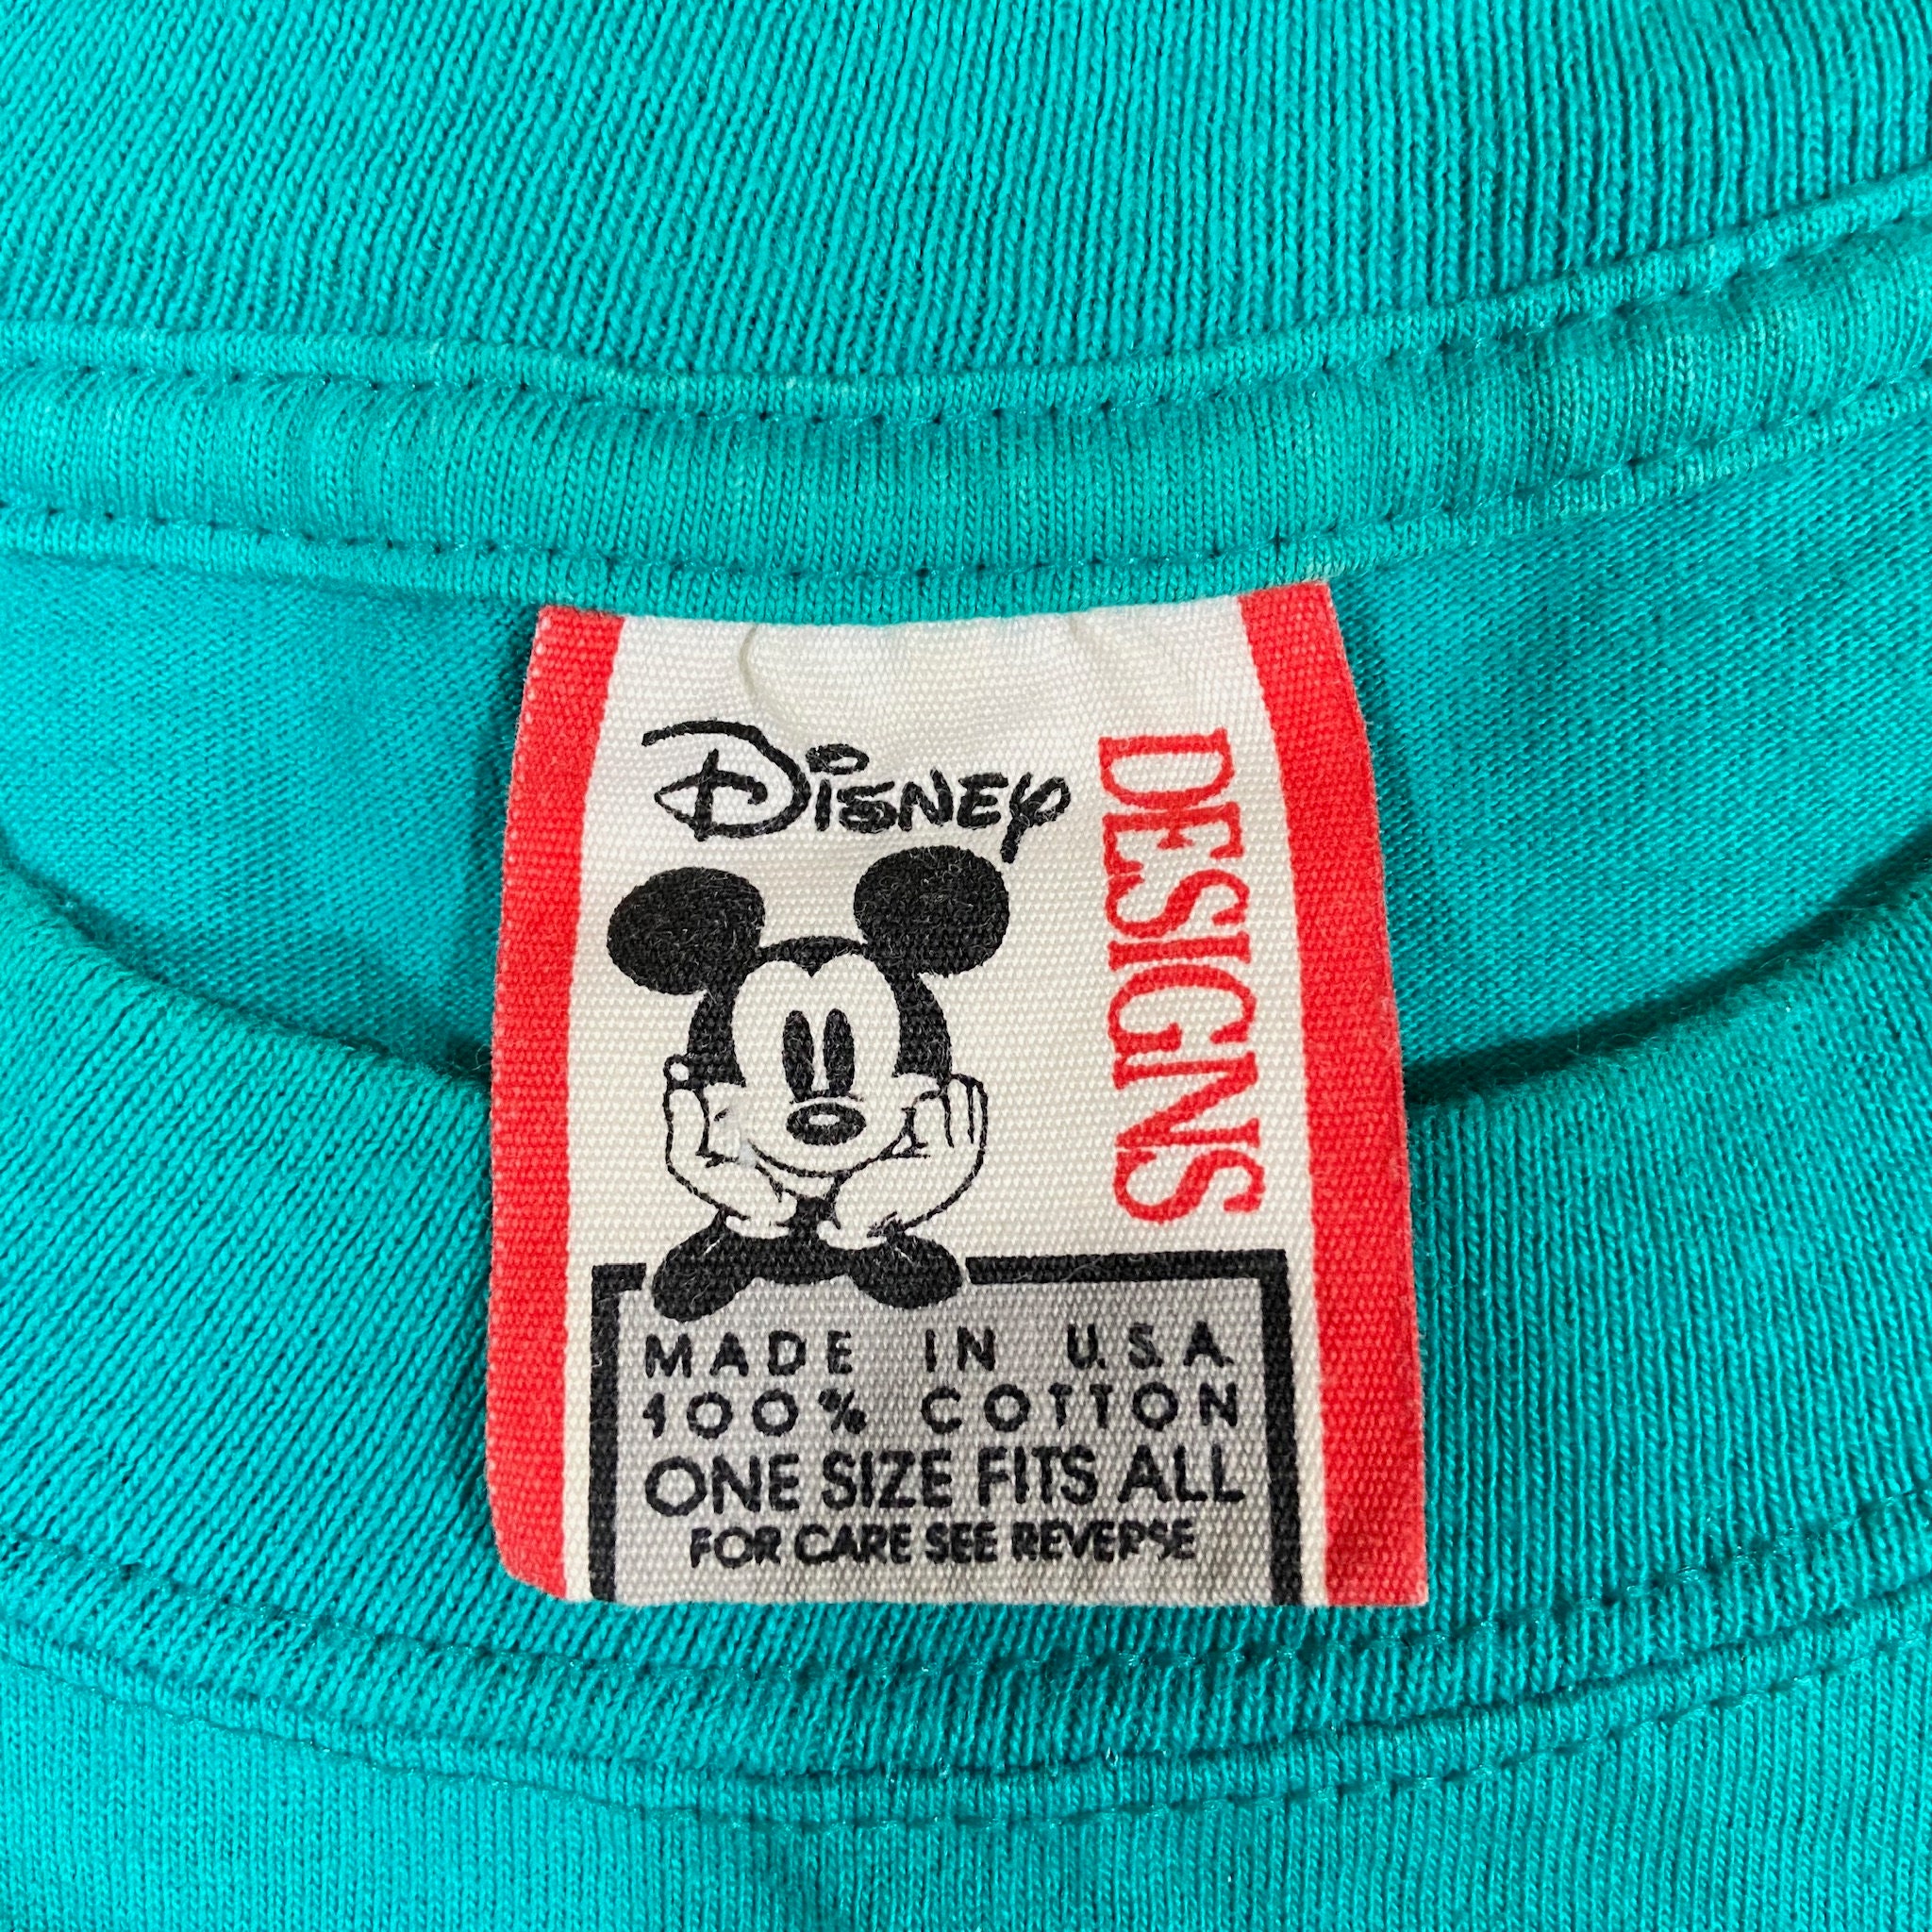 Disney
DESIGNS
MADE IN U.S.A.
100% COTTON
ONE SIZE FITS ALL
FOR CARE SEE REVERSE